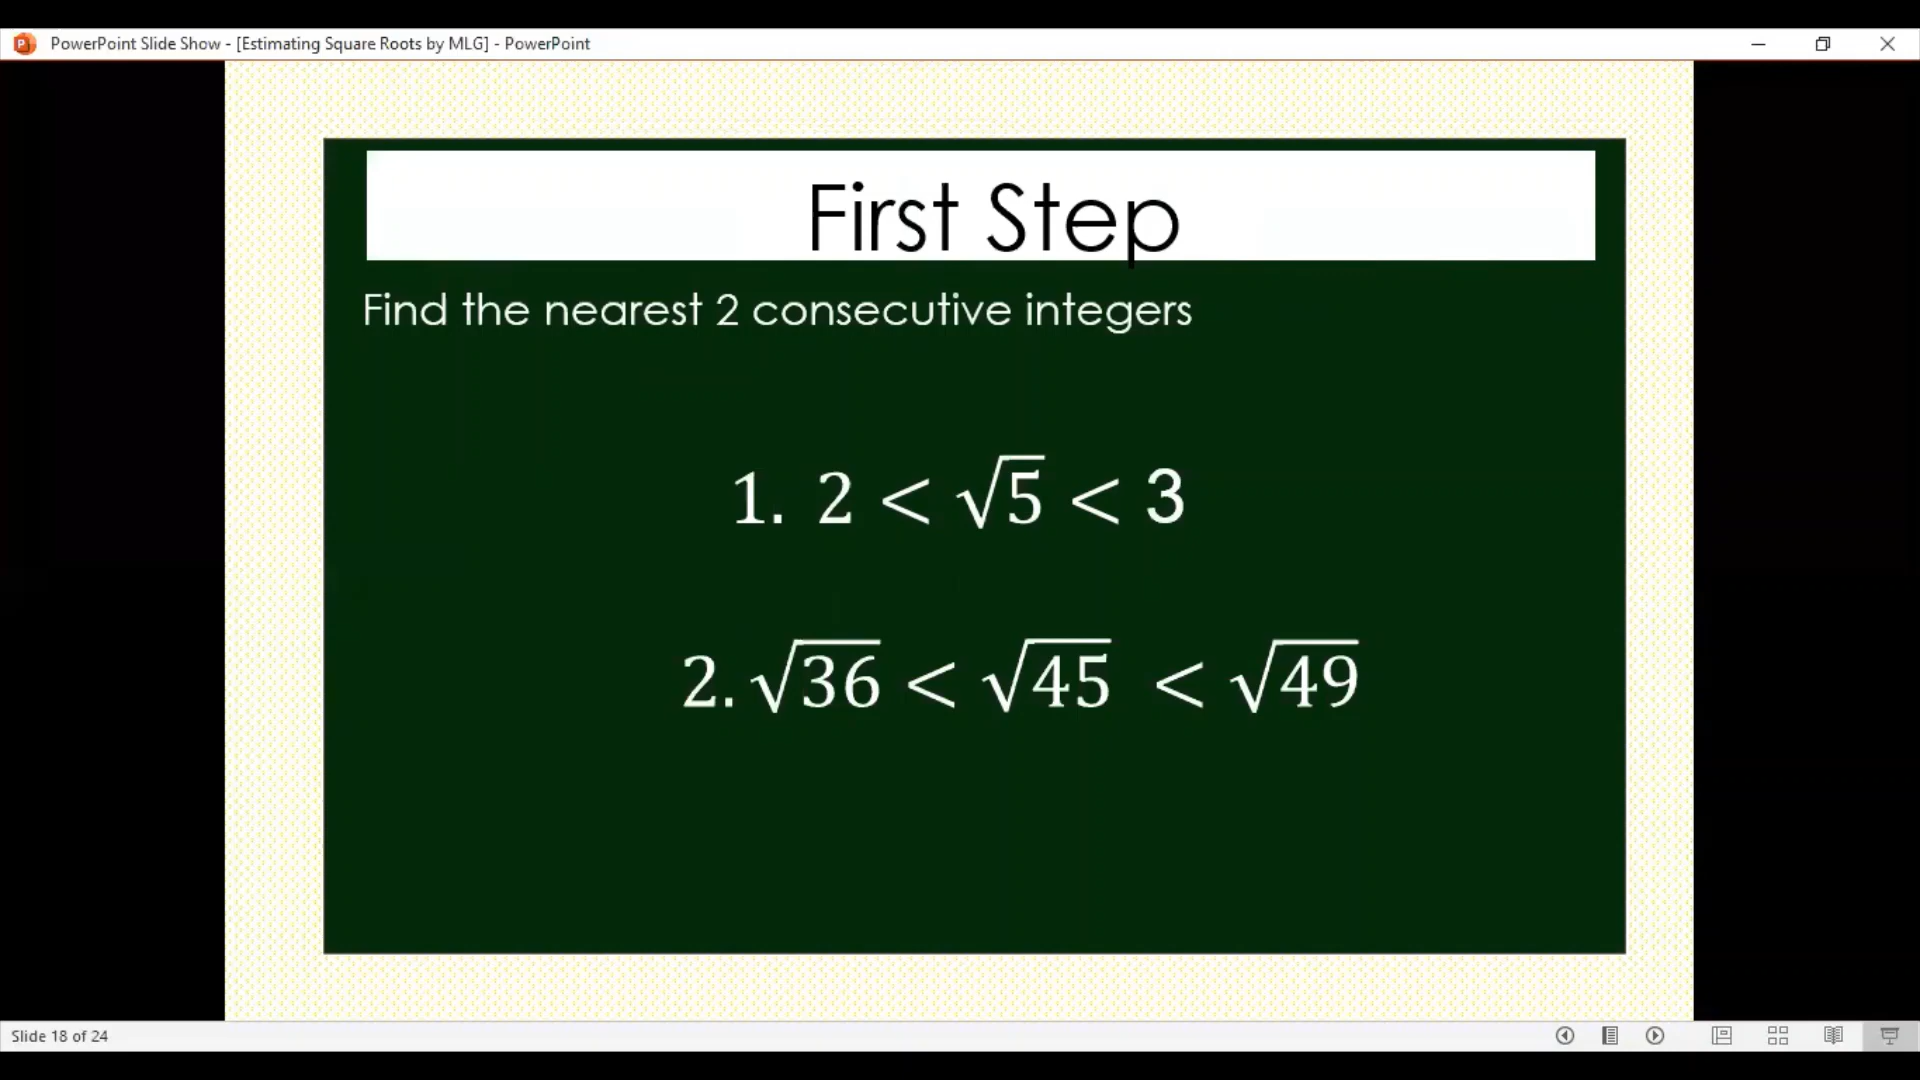 PowerPoint Slide Show - [Estimating Square Roots by MLG] - PowerPoint
First Step
Find the nearest 2 consecutive integers
1. 2 < √5 < 3
2. √36 < √45 < √49
Slide 18 of 24